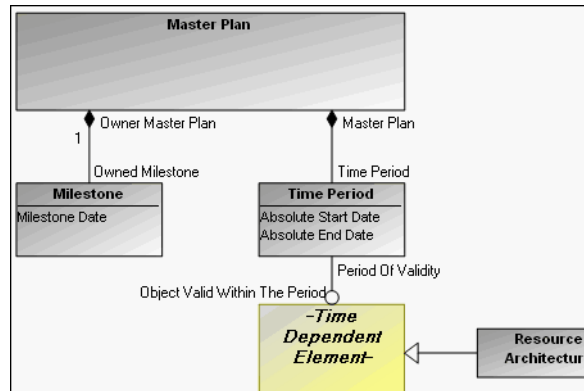 Master Plan
Owner Master Plan
Master Plan
1
Owned Milestone
Time Period
Milestone
Time Period
Milestone Date
Absolute Start Date
Absolute End Date
Period Of Validity
Object Valid Within The Period
-Time
Dependent
Element-
Resource